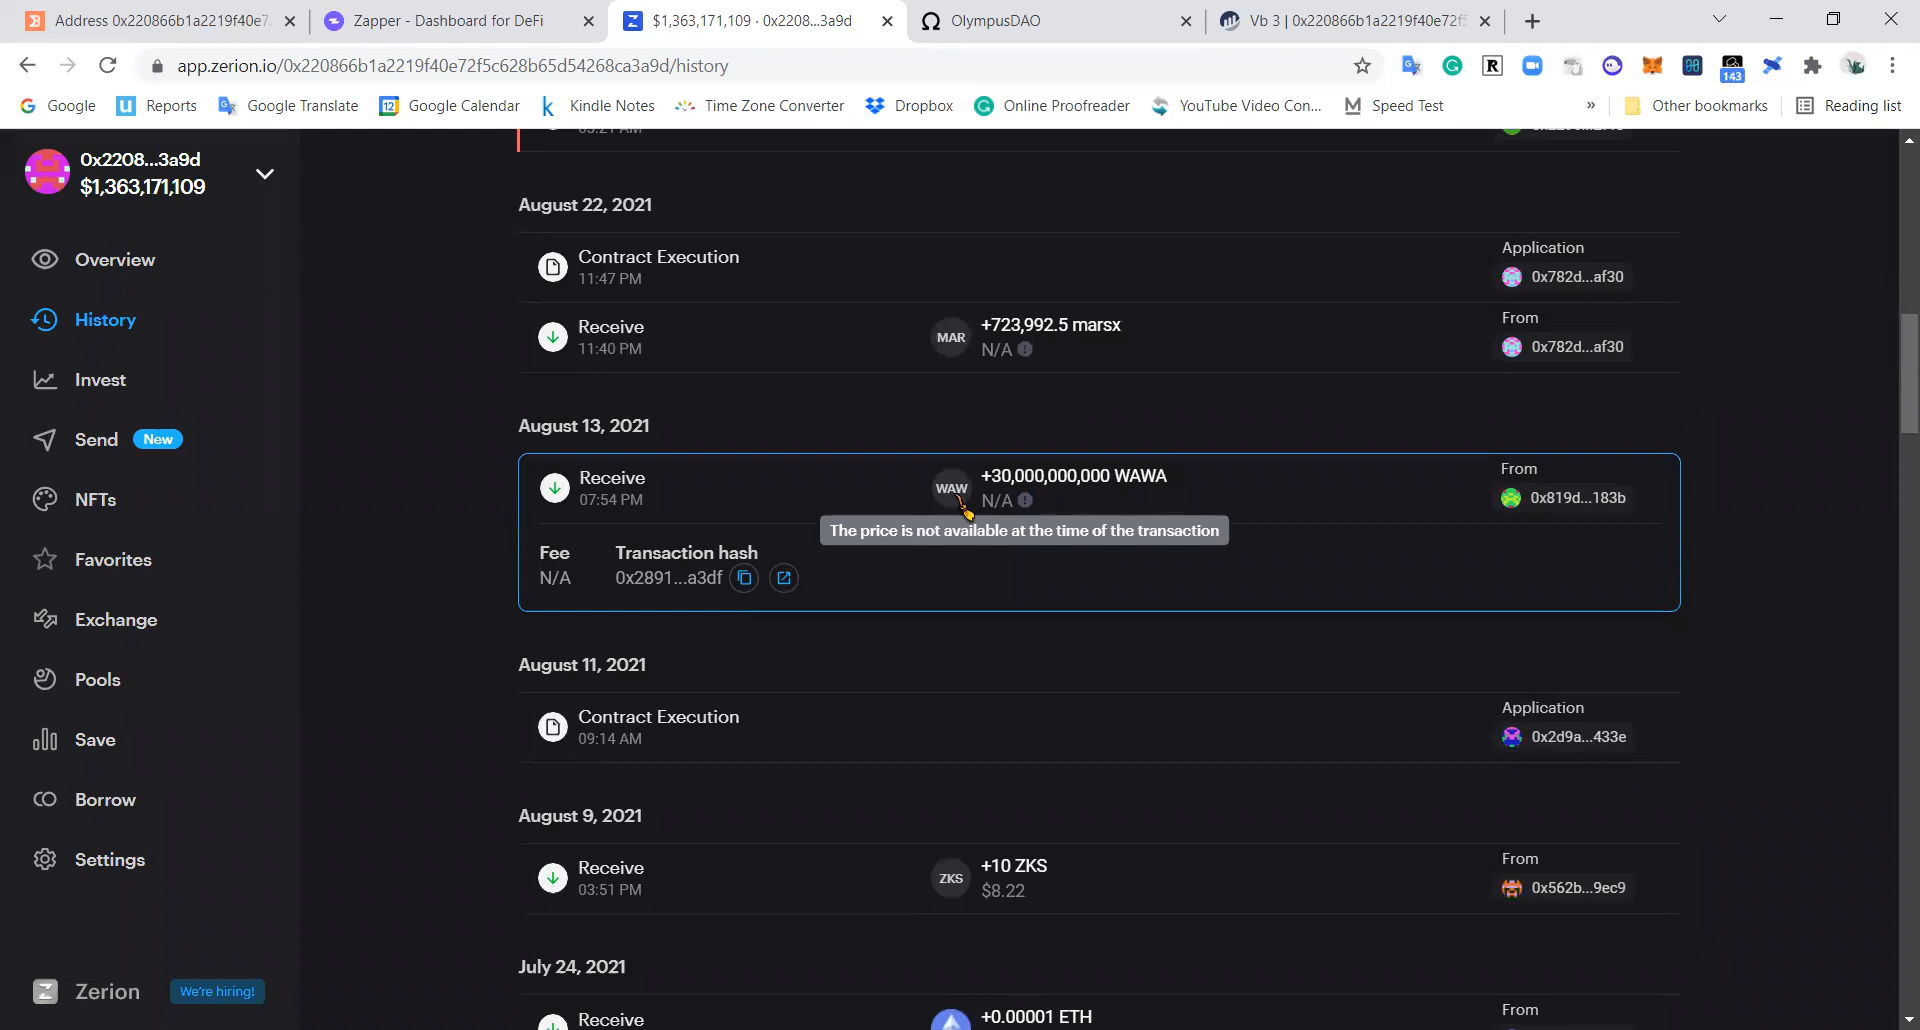 Address 0x220866b1a2219f40e7
Zapper - Dashboard for DeFi
$1,363,171,109 · 0x2208...3a9d
OlympusDAO
Vb 3 | 0x220866b1a2219f40e72f5
app.zerion.io/0x220866b1a2219f40e72f5c628b65d54268ca3a9d/history
143
Google
Reports
Google Translate
12
Google Calendar
Kindle Notes
Time Zone Converter
Dropbox
Online Proofreader
YouTube Video Con...
Speed Test
»
Other bookmarks
Reading list
0x2208...3a9d
$1,363,171,109
Overview
History
Invest
Send New
NFTs
Favorites
Exchange
Pools
Save
Borrow
Settings
Zerion We're hiring!
August 22, 2021
Contract Execution
11:47 PM
Application
0x782d...af30
Receive
11:40 PM
MAR
+723,992.5 marsx
N/A
From
0x782d...af30
August 13, 2021
Receive
07:54 PM
WAW
+30,000,000,000 WAWA
N/A
From
0x819d...183b
The price is not available at the time of the transaction
Fee
N/A
Transaction hash
0x2891...a3df
August 11, 2021
Contract Execution
09:14 AM
Application
0x2d9a...433e
August 9, 2021
Receive
03:51 PM
ZKS
+10 ZKS
$8.22
From
0x562b...9ec9
July 24, 2021
Receive
+0.00001 ETH
From